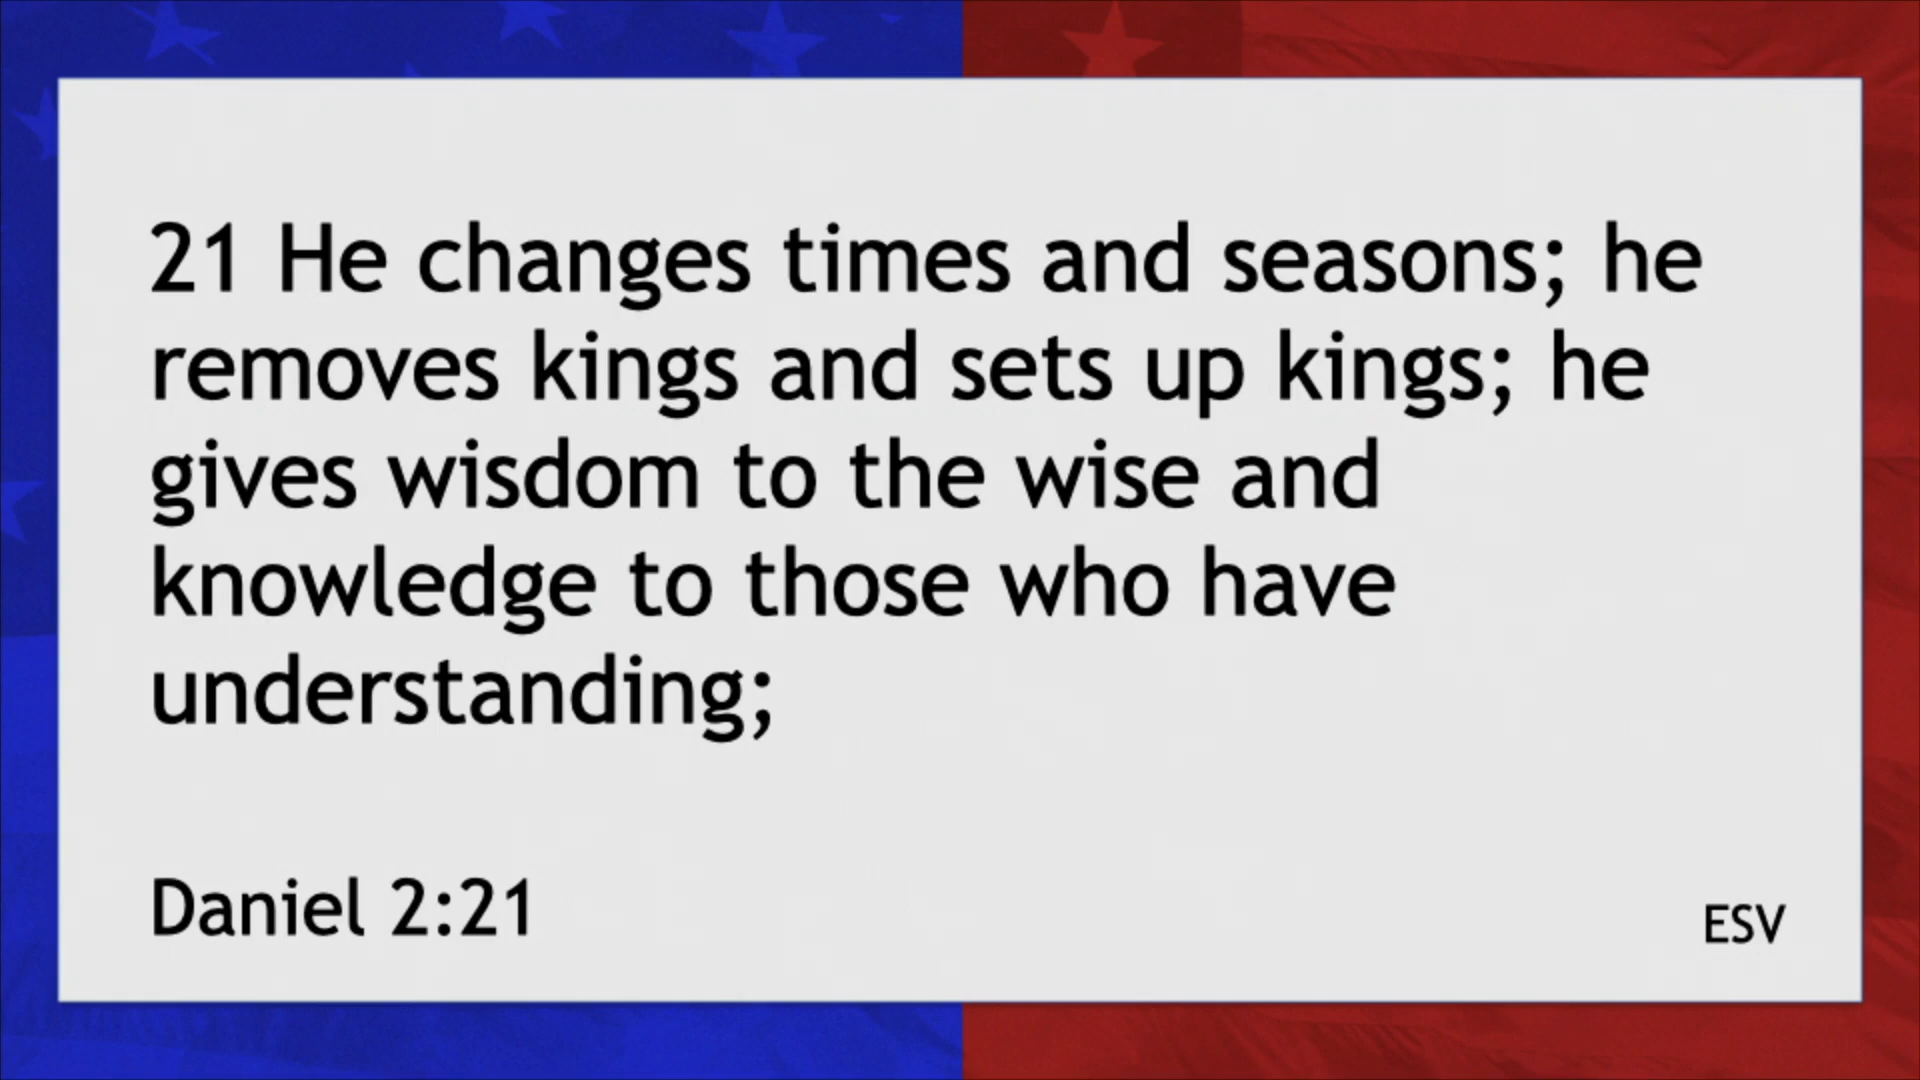 21 He changes times and seasons; he
removes kings and sets up kings; he
gives wisdom to the wise and
knowledge to those who have
understanding;
Daniel 2:21
ESV